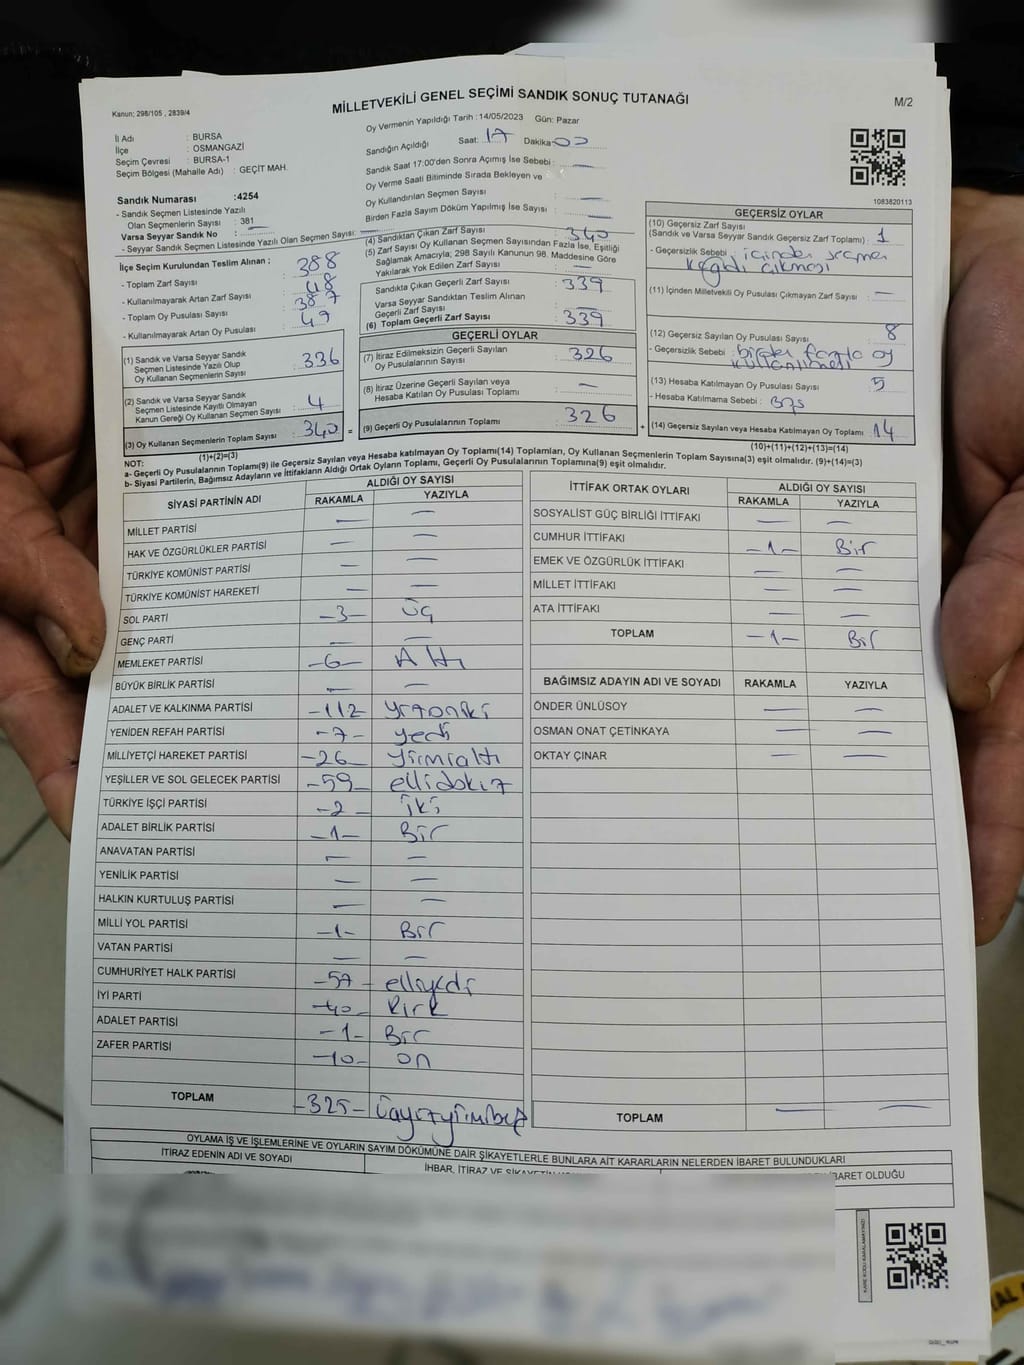 Kanun; 298/105 , 2839/4
MİLLETVEKİLİ GENEL SEÇİMİ SANDIK SONUÇ TUTANAĞI
M/2
İl Adı : BURSA
İlçe : OSMANGAZİ
Seçim Çevresi : BURSA-1
Seçim Bölgesi (Mahalle Adı) : GEÇİT MAH.
Sandık Numarası :4254
- Sandık Seçmen Listesinde Yazılı
Olan Seçmenlerin Sayısı : 381
Varsa Seyyar Sandık No : —
- Seyyar Sandık Seçmen Listesinde Yazılı Olan Seçmen Sayısı: —
İlçe Seçim Kurulundan Teslim Alınan ;
- Toplam Zarf Sayısı : 388
- Kullanılmayarak Artan Zarf Sayısı : 48
- Toplam Oy Pusulası Sayısı : 387
- Kullanılmayarak Artan Oy Pusulası : 47
(1) Sandık ve Varsa Seyyar Sandık
Seçmen Listesinde Yazılı Olup
Oy Kullanan Seçmenlerin Sayısı : 336
(2) Sandık ve Varsa Seyyar Sandık
Seçmen Listesinde Kayıtlı Olmayan
Kanun Gereği Oy Kullanan Seçmen Sayısı : 4
(3) Oy Kullanan Seçmenlerin Toplam Sayısı : 340 =
(1)+(2)=(3)
Oy Vermenin Yapıldığı Tarih :14/05/2023 Gün: Pazar
Sandığın Açıldığı Saat: 17 Dakika: 00
Sandık Saat 17:00'den Sonra Açımış İse Sebebi : —
Oy Verme Saati Bitiminde Sırada Bekleyen ve
Oy Kullandırılan Seçmen Sayısı : —
Birden Fazla Sayım Döküm Yapılmış İse Sayısı : —
(4) Sandıktan Çıkan Zarf Sayısı : 340
(5) Zarf Sayısı Oy Kullanan Seçmen Sayısından Fazla İse, Eşitliği
Sağlamak Amacıyla; 298 Sayılı Kanunun 98. Maddesine Göre
Yakılarak Yok Edilen Zarf Sayısı : —
Sandıkta Çıkan Geçerli Zarf Sayısı : 339
Varsa Seyyar Sandıktan Teslim Alınan
Geçerli Zarf Sayısı : —
(6) Toplam Geçerli Zarf Sayısı : 339
GEÇERLİ OYLAR
(7) İtiraz Edilmeksizin Geçerli Sayılan
Oy Pusulalarının Sayısı : 326
(8) İtiraz Üzerine Geçerli Sayılan veya
Hesaba Katılan Oy Pusulası Toplamı : —
(9) Geçerli Oy Pusulalarının Toplamı : 326 +
1083820113
GEÇERSİZ OYLAR
(10) Geçersiz Zarf Sayısı
(Sandık ve Varsa Seyyar Sandık Geçersiz Zarf Toplamı) : 1
- Geçersizlik Sebebi : içinden
çıkması
(11) İçinden Milletvekili Oy Pusulası Çıkmayan Zarf Sayısı : —
(12) Geçersiz Sayılan Oy Pusulası Sayısı : 8
- Geçersizlik Sebebi : birden fazla oy
kullanılması
(13) Hesaba Katılmayan Oy Pusulası Sayısı : 5
- Hesaba Katılmama Sebebi : Boş
(14) Geçersiz Sayılan veya Hesaba Katılmayan Oy Toplamı : 14
(10)+(11)+(12)+(13)=(14)
NOT:
a- Geçerli Oy Pusulalarının Toplamı(9) ile Geçersiz Sayılan veya Hesaba katılmayan Oy Toplamı(14) Toplamları, Oy Kullanan Seçmenlerin Toplam Sayısına(3) eşit olmalıdır. (9)+(14)=(3)
b- Siyasi Partilerin, Bağımsız Adayların ve İttifakların Aldığı Oy Sayıları, Ortak Oyların Toplamı, Geçerli Oy Pusulalarının Toplamına(9) eşit olmalıdır.
SİYASİ PARTİNİN ADI ALDIĞI OY SAYISI
RAKAMLA YAZIYLA
MİLLET PARTİSİ — —
HAK VE ÖZGÜRLÜKLER PARTİSİ — —
TÜRKİYE KOMÜNİST PARTİSİ — —
TÜRKİYE KOMÜNİST HAREKETİ — —
SOL PARTİ -3- üç
GENÇ PARTİ — —
MEMLEKET PARTİSİ -6- Altı
BÜYÜK BİRLİK PARTİSİ — —
ADALET VE KALKINMA PARTİSİ -112 yüzoniki
YENİDEN REFAH PARTİSİ -7- yedi
MİLLİYETÇİ HAREKET PARTİSİ -26- yirmialtı
YEŞİLLER VE SOL GELECEK PARTİSİ -59- ellidokuz
TÜRKİYE İŞÇİ PARTİSİ -2- iki
ADALET BİRLİK PARTİSİ -1- Bir
ANAVATAN PARTİSİ — —
YENİLİK PARTİSİ — —
HALKIN KURTULUŞ PARTİSİ — —
MİLLİ YOL PARTİSİ -1- Bir
VATAN PARTİSİ — —
CUMHURİYET HALK PARTİSİ -57- elliyedi
İYİ PARTİ -40- Kırk
ADALET PARTİSİ -1- Bir
ZAFER PARTİSİ -10- on
TOPLAM -325- üçyüzyirmibeş
İTTİFAK ORTAK OYLARI ALDIĞI OY SAYISI
RAKAMLA YAZIYLA
SOSYALİST GÜÇ BİRLİĞİ İTTİFAKI — —
CUMHUR İTTİFAKI -1- Bir
EMEK VE ÖZGÜRLÜK İTTİFAKI — —
MİLLET İTTİFAKI — —
ATA İTTİFAKI — —
TOPLAM -1- Bir
BAĞIMSIZ ADAYIN ADI VE SOYADI RAKAMLA YAZIYLA
ÖNDER ÜNLÜSOY — —
OSMAN ONAT ÇETİNKAYA — —
OKTAY ÇINAR — —
TOPLAM — —
OYLAMA İŞ VE İŞLEMLERİNE VE OYLARIN SAYIM DÖKÜMÜNE DAİR ŞİKAYETLERLE BUNLARA AİT KARARLARIN NELERDEN İBARET BULUNDUKLARI
İTİRAZ EDENİN ADI VE SOYADI
İHBAR, İTİRAZ VE ŞİKAYETİN
İBARET OLDUĞU
KARE KODU KARALAMAYINIZ!